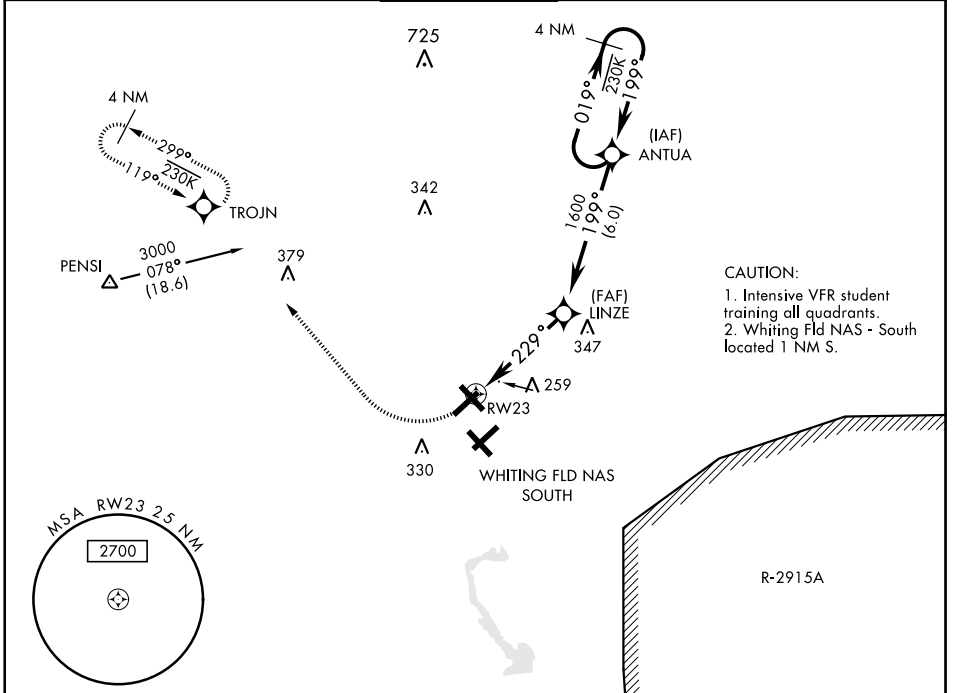 725
4 NM
230K
199°
019°
(IAF)
ANTUA
4 NM
299°
230K
119°
TROJN
342
1600
199°
(6.0)
PENSI
3000
078°
(18.6)
379
(FAF)
LINZE
347
229°
259
RW23
330
WHITING FLD NAS
SOUTH
CAUTION:
1. Intensive VFR student
training all quadrants.
2. Whiting Fld NAS - South
located 1 NM S.
MSA RW23 25 NM
2700
R-2915A